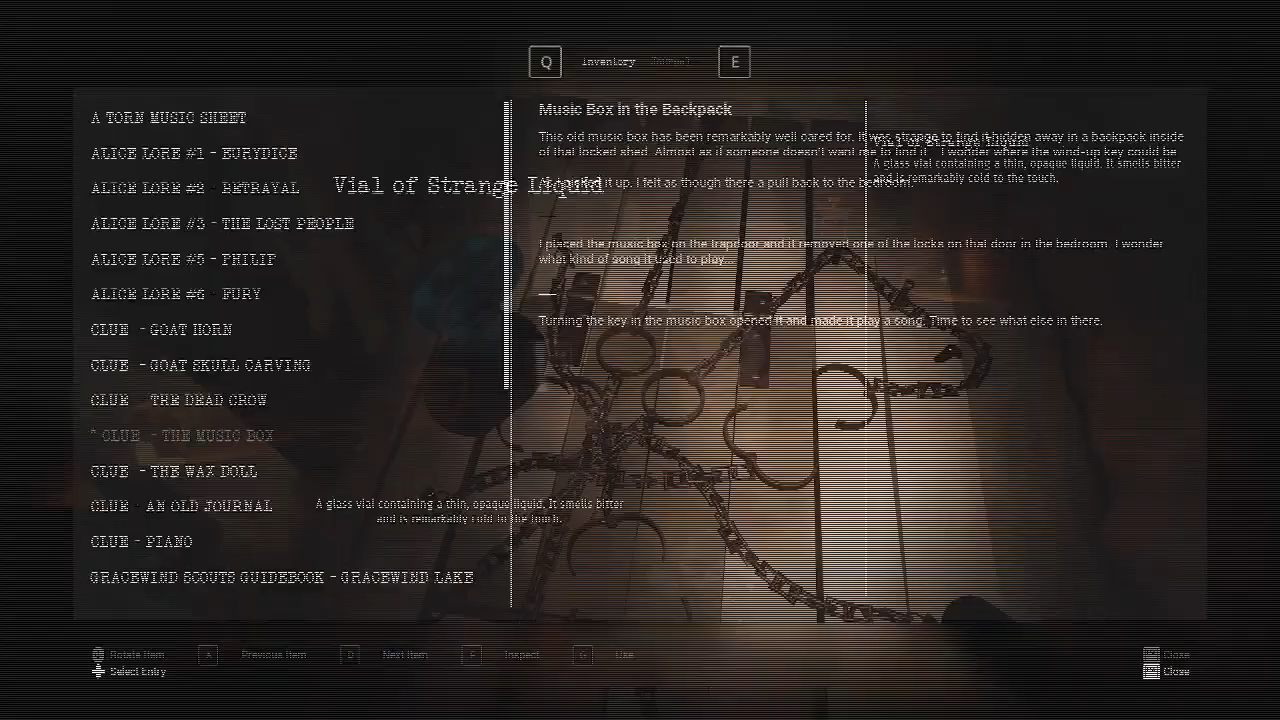 Q Inventory Journal E
A TORN MUSIC SHEET
ALICE LORE #1 - EURYDICE
ALICE LORE #2 - BETRAYAL
ALICE LORE #3 - THE LOST PEOPLE
ALICE LORE #5 - PHILIP
ALICE LORE #6 - FURY
CLUE - GOAT HORN
CLUE - GOAT SKULL CARVING
CLUE - THE DEAD CROW
* CLUE - THE MUSIC BOX
CLUE - THE WAX DOLL
CLUE - AN OLD JOURNAL
CLUE - PIANO
GRACEWIND SCOUTS GUIDEBOOK - GRACEWIND LAKE
Vial of Strange Liquid
A glass vial containing a thin, opaque liquid. It smells bitter
and is remarkably cold to the touch.
Music Box in the Backpack
This old music box has been remarkably well cared for. It was strange to find it hidden away in a backpack inside
of that locked shed. Almost as if someone doesn't want me to find it. I wonder where the wind-up key could be
it up. I felt as though there a pull back to the bedroom.
I placed the music box on the trapdoor and it removed one of the locks on that door in the bedroom. I wonder
what kind of song it used to play...
Turning the key in the music box opened it and made it play a song. Time to see what else in there.
Vial of Strange Liquid
A glass vial containing a thin, opaque liquid. It smells bitter
and is remarkably cold to the touch.
Rotate Item A Previous Item D Next Item F Inspect G Use Close
Select Entry Close